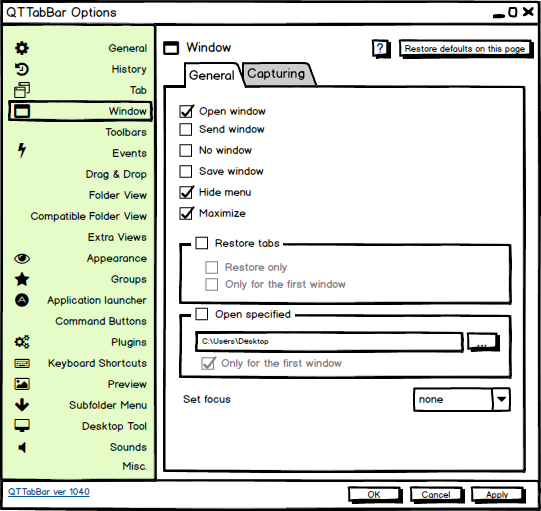 QTTabBar Options
General
History
Tab
Window
Toolbars
Events
Drag & Drop
Folder View
Compatible Folder View
Extra Views
Appearance
Groups
Application launcher
Command Buttons
Plugins
Keyboard Shortcuts
Preview
Subfolder Menu
Desktop Tool
Sounds
Misc.
QTTabBar ver 1040
Window
?
Restore defaults on this page
General
Capturing
Open window
Send window
No window
Save window
Hide menu
Maximize
Restore tabs
Restore only
Only for the first window
Open specified
C:\Users\Desktop
...
Only for the first window
Set focus
none
OK
Cancel
Apply